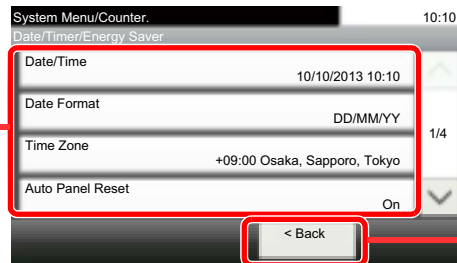 System Menu/Counter.
10:10
Date/Timer/Energy Saver
Date/Time
10/10/2013 10:10
Date Format
DD/MM/YY
1/4
Time Zone
+09:00 Osaka, Sapporo, Tokyo
Auto Panel Reset
On
< Back